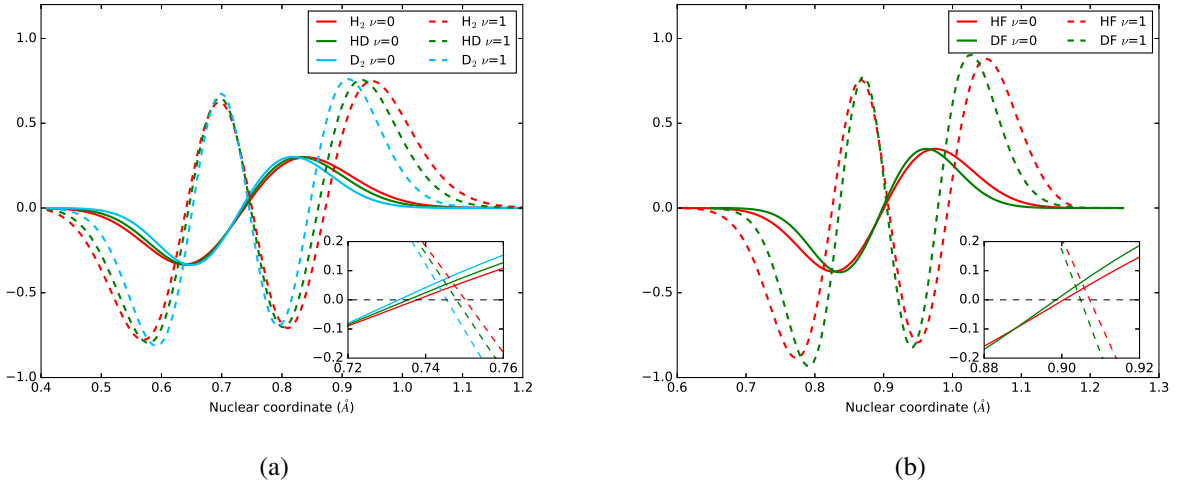 H₂ ν=0 H₂ ν=1
HD ν=0 HD ν=1
D₂ ν=0 D₂ ν=1
1.0
0.5
0.0
−0.5
−1.0
0.4 0.5 0.6 0.7 0.8 0.9 1.0 1.1 1.2
Nuclear coordinate (Å)
0.2
0.1
0.0
−0.1
−0.2
0.72 0.74 0.76
(a)
HF ν=0 HF ν=1
DF ν=0 DF ν=1
1.0
0.5
0.0
−0.5
−1.0
0.6 0.7 0.8 0.9 1.0 1.1 1.2 1.3
Nuclear coordinate (Å)
0.2
0.1
0.0
−0.1
−0.2
0.88 0.90 0.92
(b)